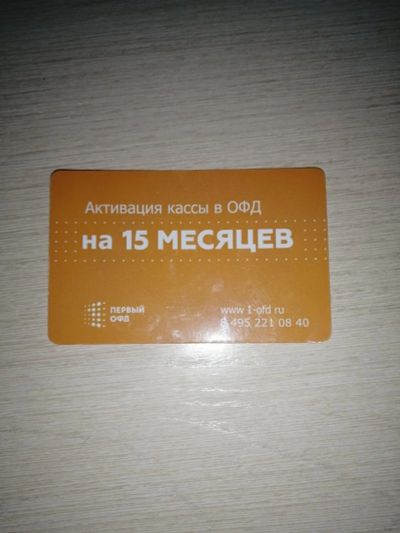 Активация кассы в ОФД
на 15 МЕСЯЦЕВ
ПЕРВЫЙ
ОФД
www 1-ofd ru
8 495 221 08 40